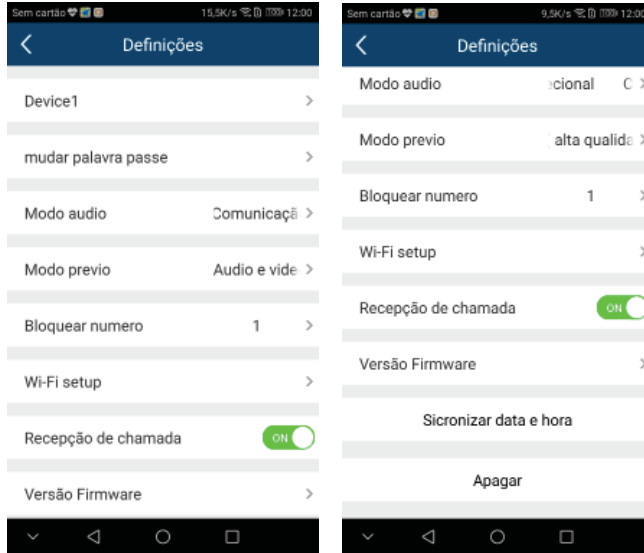 Sem cartão 15,5K/s 12:00
Definições
Device1
mudar palavra passe
Modo audio Comunicaçã
Modo previo Audio e vide
Bloquear numero 1
Wi-Fi setup
Recepção de chamada ON
Versão Firmware
Sem cartão 9,5K/s 12:00
Definições
Modo audio ecional C
Modo previo alta qualida
Bloquear numero 1
Wi-Fi setup
Recepção de chamada ON
Versão Firmware
Sicronizar data e hora
Apagar